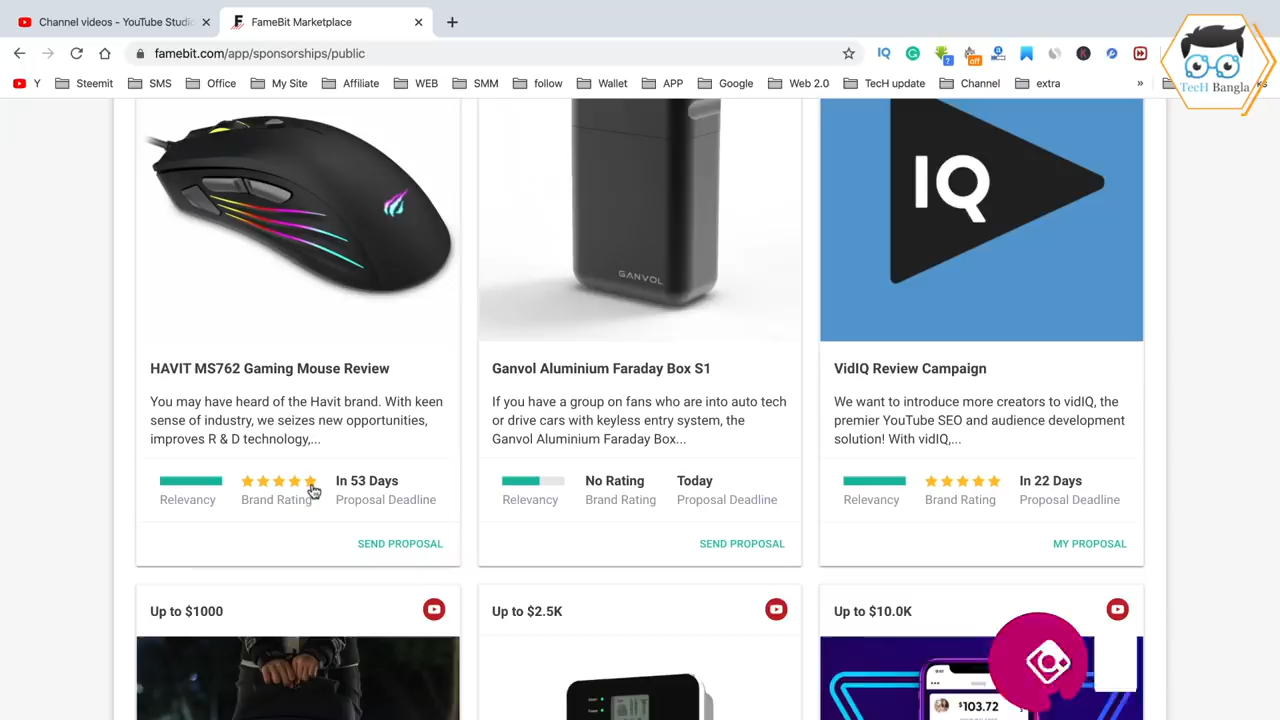 Channel videos - YouTube Studi
FameBit Marketplace
famebit.com/app/sponsorships/public
IQ
?
off
Y
Steemit
SMS
Office
My Site
Affiliate
WEB
SMM
follow
Wallet
APP
Google
Web 2.0
TecH update
Channel
extra
»
TecH Bangla
GANVOL
IQ
HAVIT MS762 Gaming Mouse Review
You may have heard of the Havit brand. With keen
sense of industry, we seizes new opportunities,
improves R & D technology,...
In 53 Days
Relevancy
Brand Rating
Proposal Deadline
SEND PROPOSAL
Ganvol Aluminium Faraday Box S1
If you have a group on fans who are into auto tech
or drive cars with keyless entry system, the
Ganvol Aluminium Faraday Box...
No Rating
Today
Relevancy
Brand Rating
Proposal Deadline
SEND PROPOSAL
VidIQ Review Campaign
We want to introduce more creators to vidIQ, the
premier YouTube SEO and audience development
solution! With vidIQ,...
In 22 Days
Relevancy
Brand Rating
Proposal Deadline
MY PROPOSAL
Up to $1000
Up to $2.5K
Up to $10.0K
$103.72